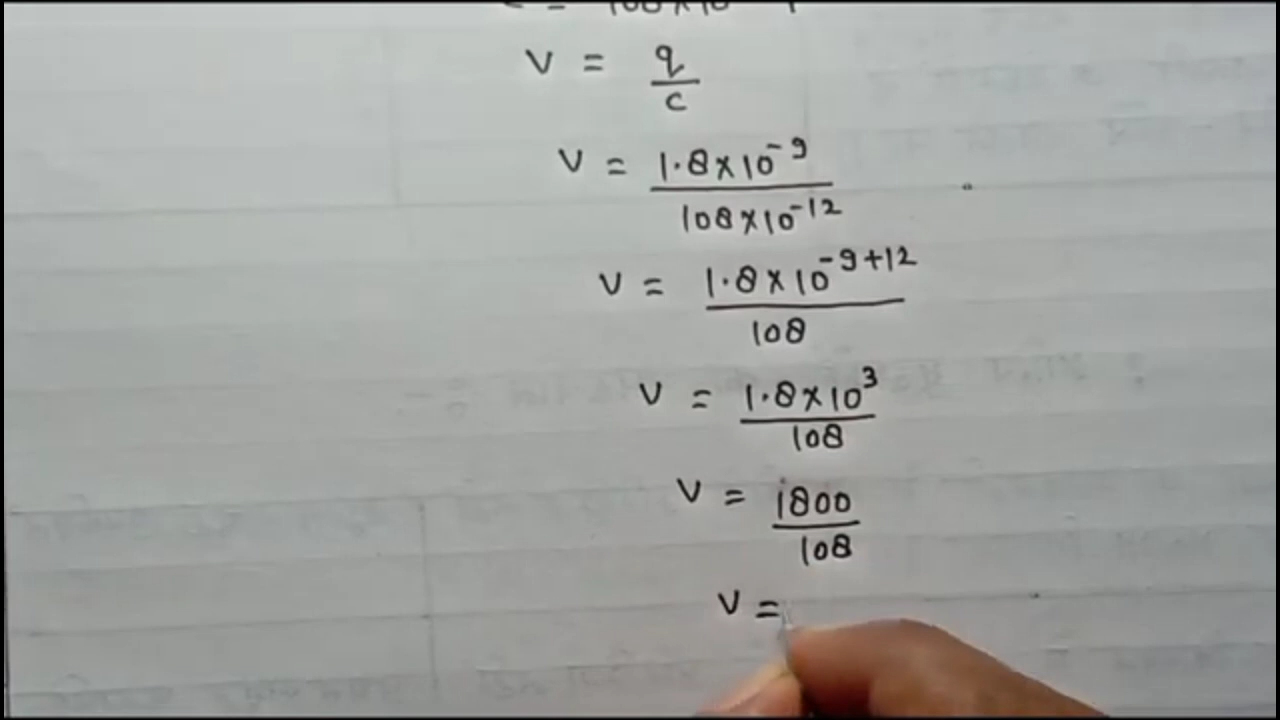 V = q/c
V = 1.8×10⁻⁹/108×10⁻¹²
V = 1.8×10⁻⁹⁺¹²/108
V = 1.8×10³/108
V = 1800/108
V =